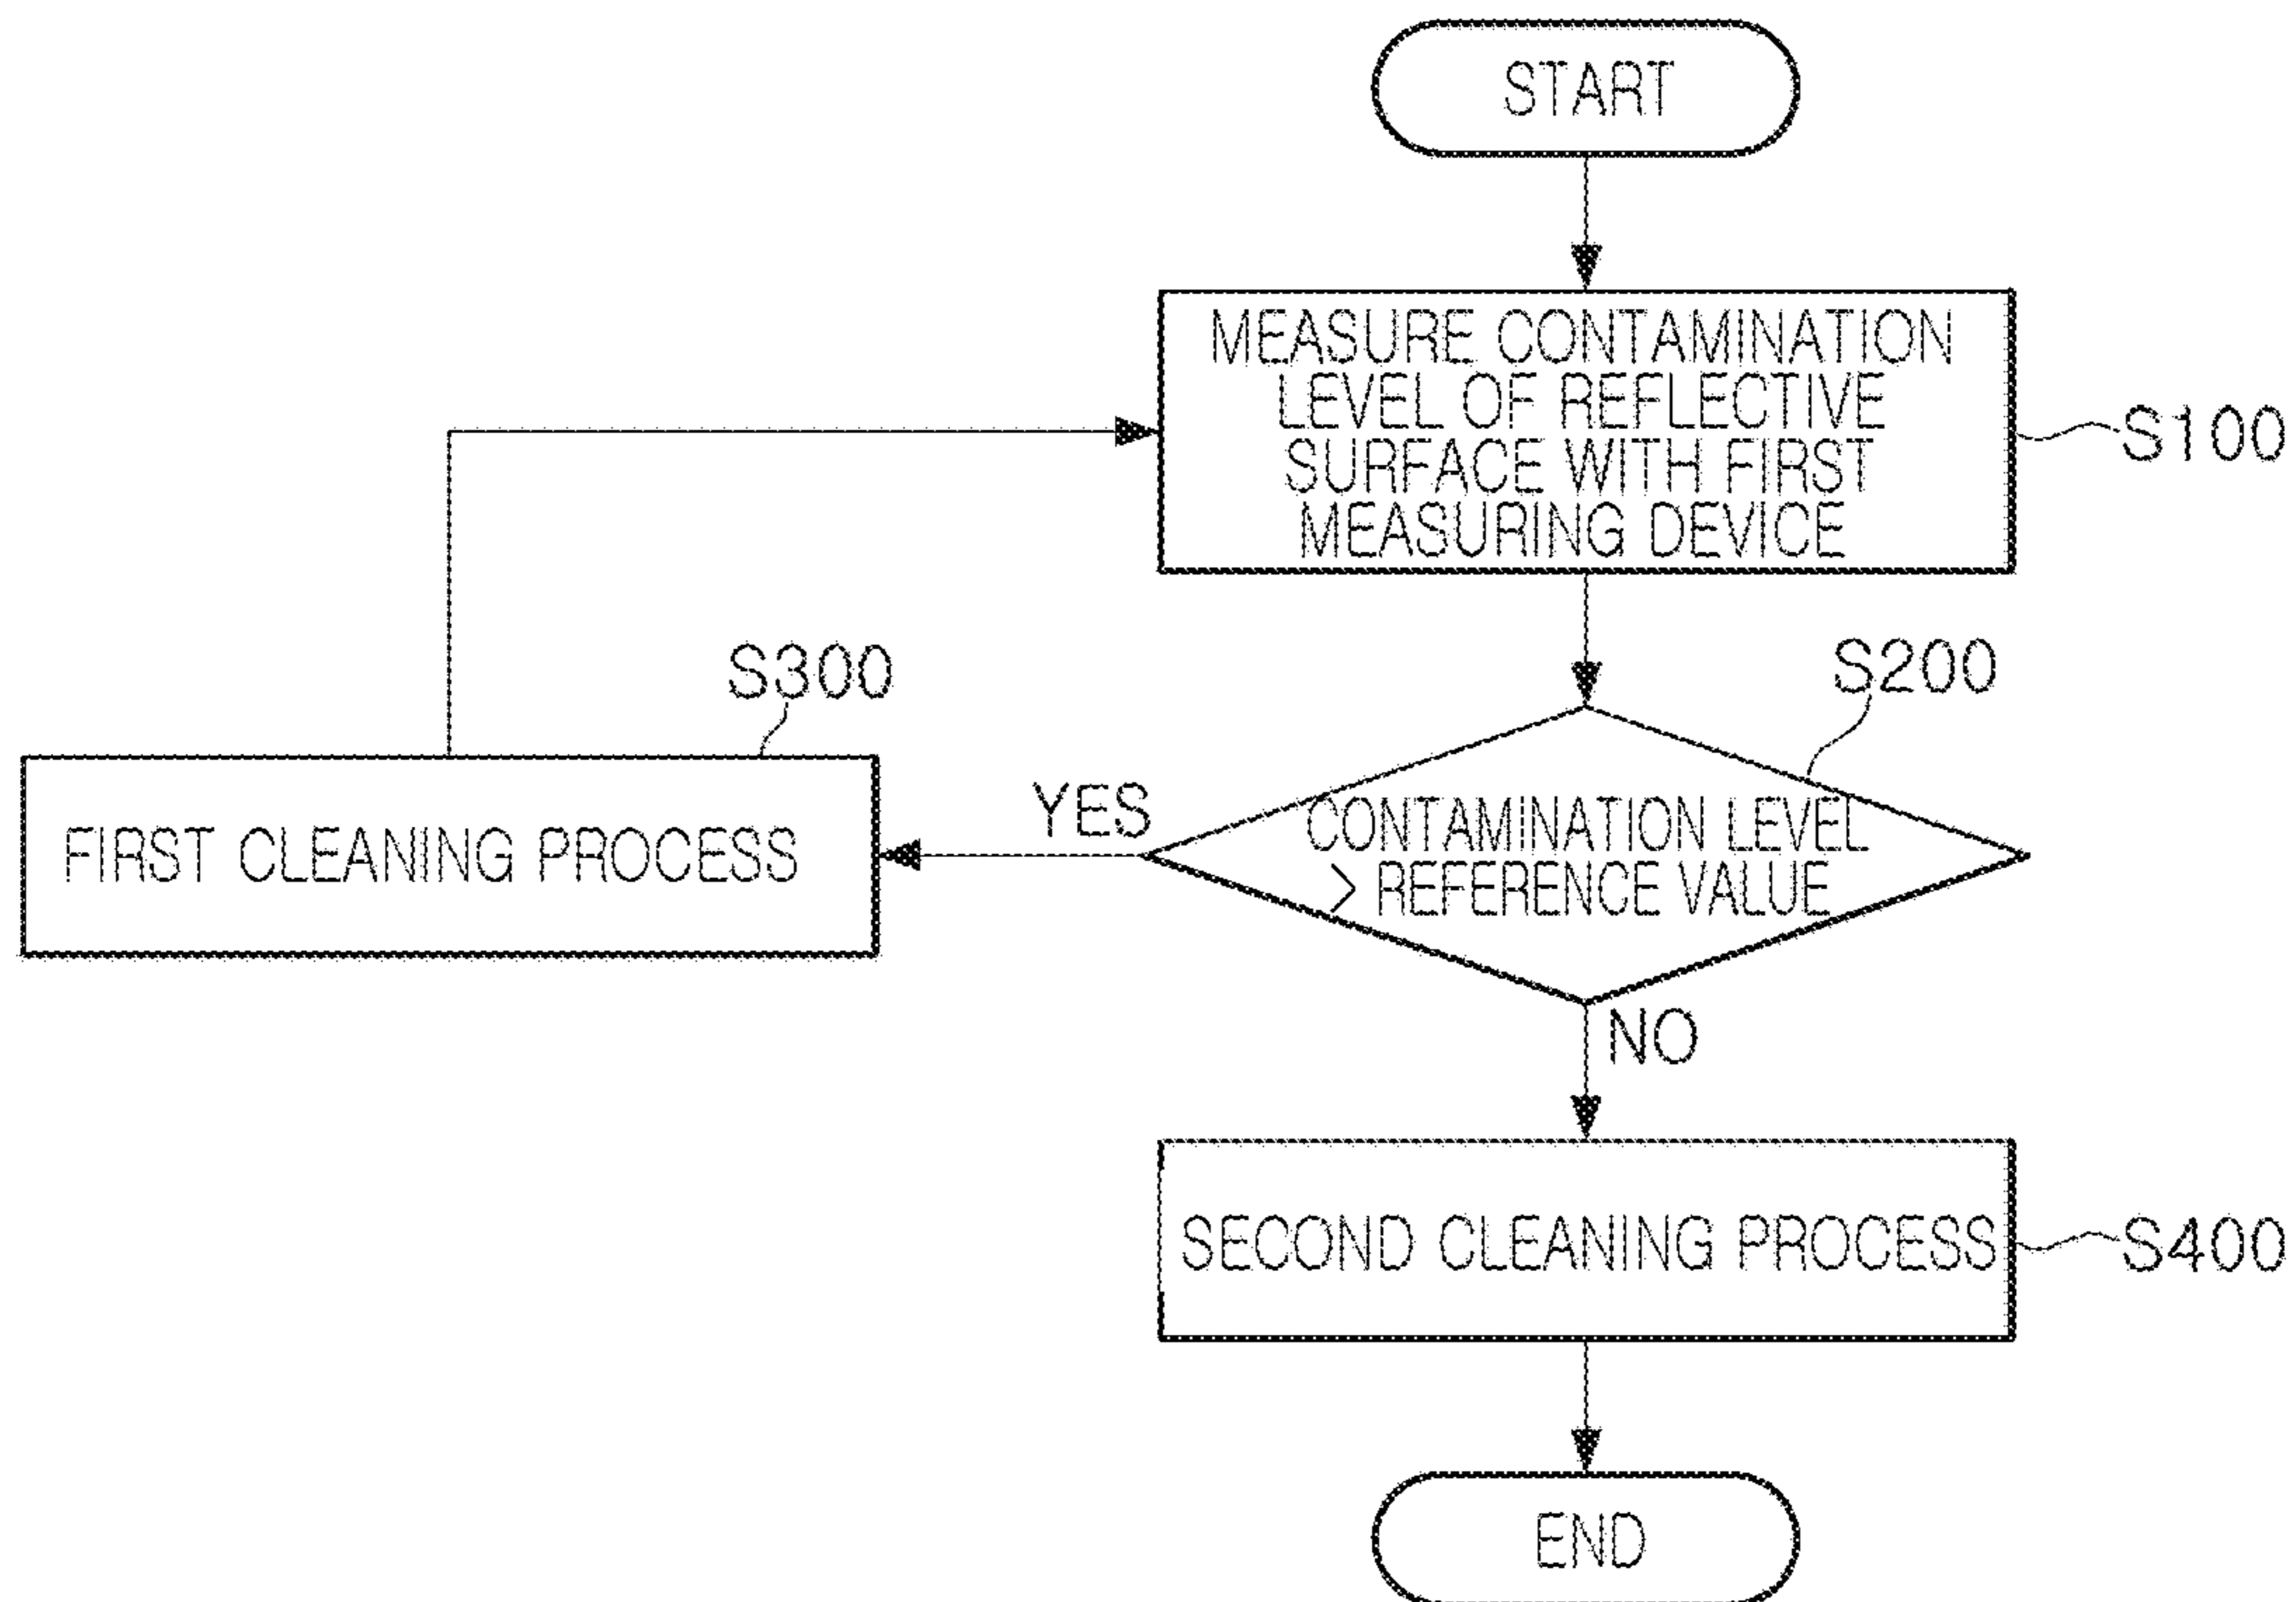 START
MEASURE CONTAMINATION
LEVEL OF REFLECTIVE
SURFACE WITH FIRST
MEASURING DEVICE
S100
S300
S200
FIRST CLEANING PROCESS
YES
CONTAMINATION LEVEL
> REFERENCE VALUE
NO
SECOND CLEANING PROCESS
S400
END